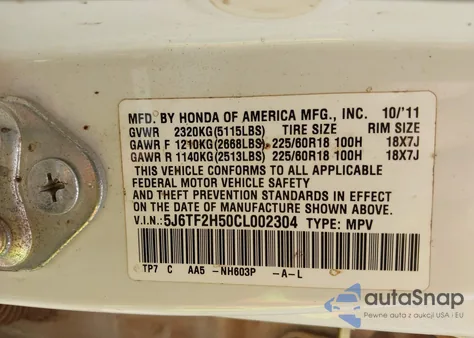 MFD. BY HONDA OF AMERICA MFG., INC. 10/'11
GVWR 2320KG(5115LBS) TIRE SIZE RIM SIZE
GAWR F 1210KG(2668LBS) 225/60R18 100H 18X7J
GAWR R 1140KG(2513LBS) 225/60R18 100H 18X7J
THIS VEHICLE CONFORMS TO ALL APPLICABLE
FEDERAL MOTOR VEHICLE SAFETY
AND THEFT PREVENTION STANDARDS IN EFFECT
ON THE DATE OF MANUFACTURE SHOWN ABOVE.
V.I.N.: 5J6TF2H50CL002304 TYPE: MPV
TP7 C AA5 -NH603P -A-L
autoSnap
Pewne auta z aukcji USA i EU